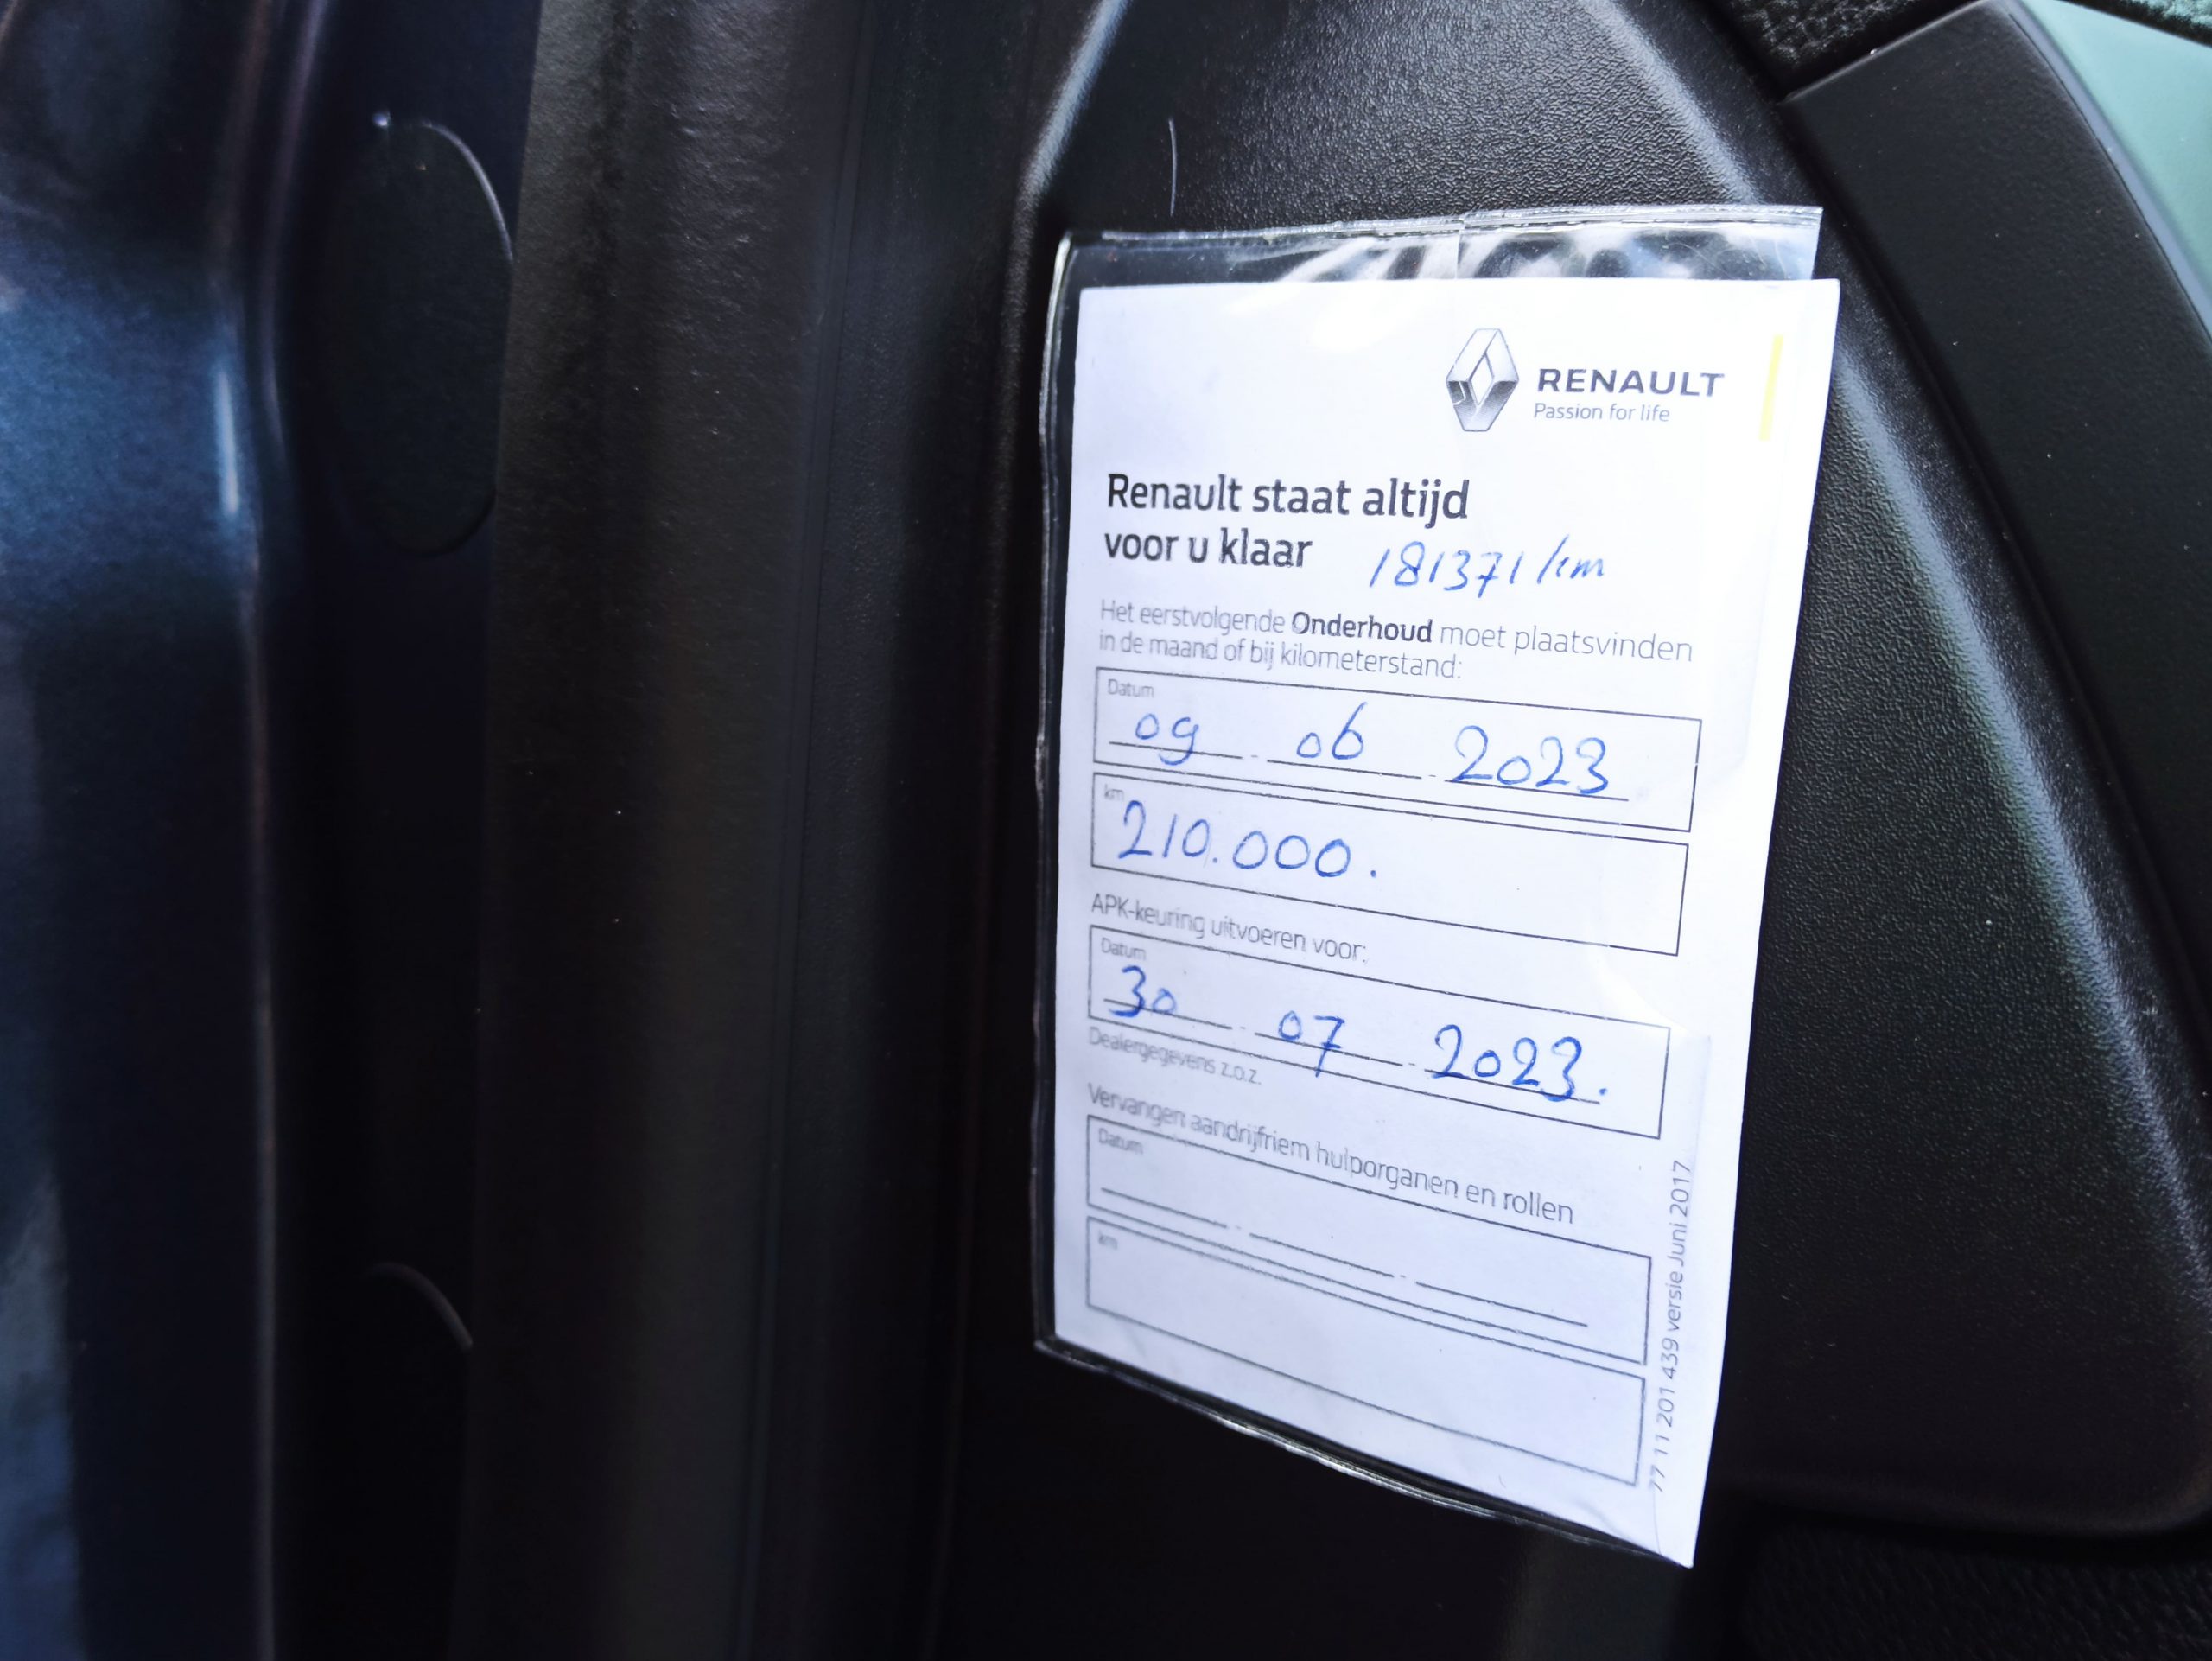 RENAULT
Passion for life
Renault staat altijd
voor u klaar 181371 km
Het eerstvolgende Onderhoud moet plaatsvinden
in de maand of bij kilometerstand:
Datum
09 - 06 - 2023
km
210.000.
APK-keuring uitvoeren voor:
Datum
30 - 07 - 2023.
Dealergegevens z.o.z.
Vervangen aandrijfriem hulporganen en rollen
Datum
km
77 11 201 439 versie Juni 2017